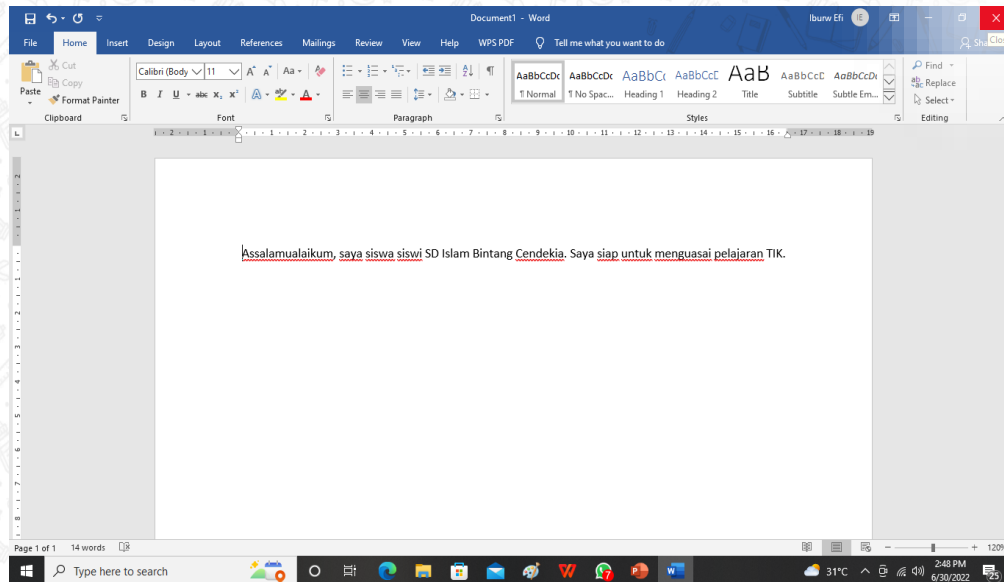 Document1 - Word
Iburw Efi IE
File Home Insert Design Layout References Mailings Review View Help WPS PDF Tell me what you want to do
Paste
Cut
Copy
Format Painter
Calibri (Body 11
AaBbCcDc AaBbCcDc AaBbCc AaBbCcE AaB AaBbCcD AaBbCcDc
¶ Normal ¶ No Spac... Heading 1 Heading 2 Title Subtitle Subtle Em...
Find
Replace
Select
Clipboard Font Paragraph Styles Editing
Assalamualaikum, saya siswa siswi SD Islam Bintang Cendekia. Saya siap untuk menguasai pelajaran TIK.
Page 1 of 1 14 words
120%
Type here to search
31°C
2:48 PM
6/30/2022